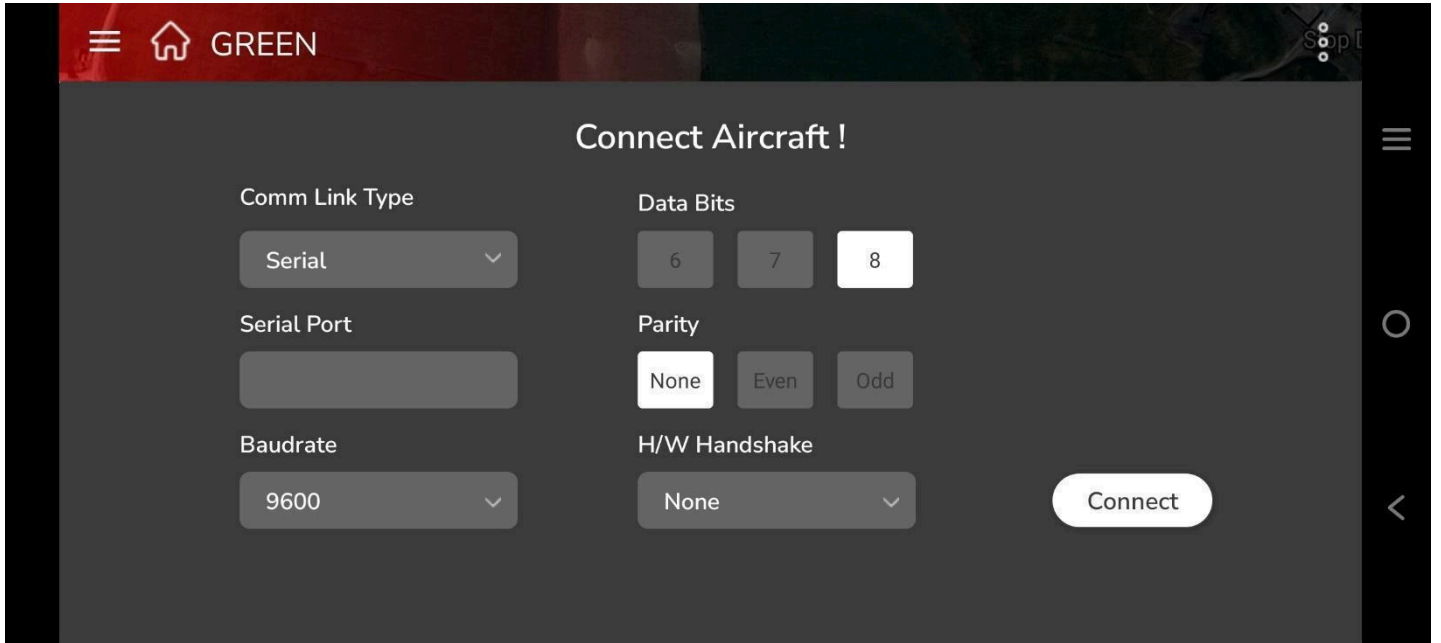 GREEN
Connect Aircraft !
Comm Link Type
Serial
Serial Port
Baudrate
9600
Data Bits
6 7 8
Parity
None Even Odd
H/W Handshake
None
Connect